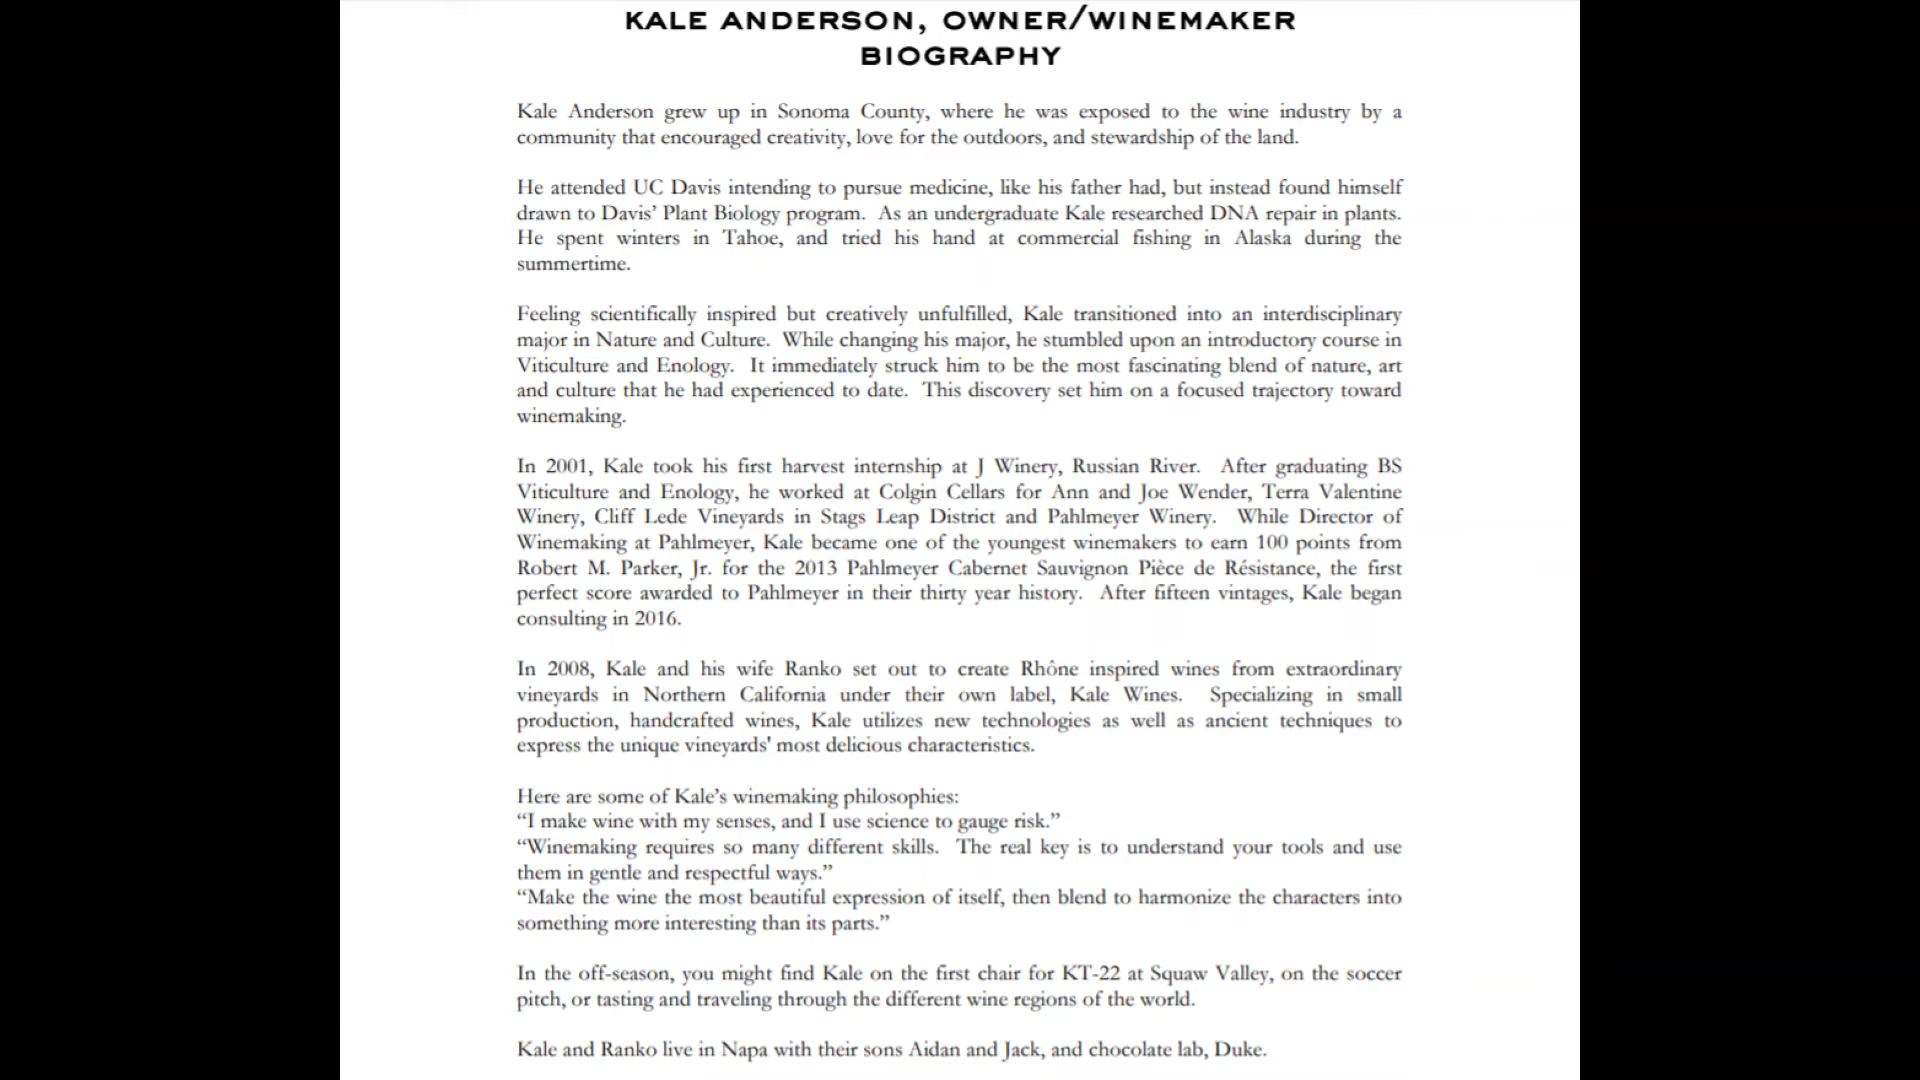 KALE ANDERSON, OWNER/WINEMAKER
BIOGRAPHY
Kale Anderson grew up in Sonoma County, where he was exposed to the wine industry by a
community that encouraged creativity, love for the outdoors, and stewardship of the land.
He attended UC Davis intending to pursue medicine, like his father had, but instead found himself
drawn to Davis’ Plant Biology program.  As an undergraduate Kale researched DNA repair in plants.
He spent winters in Tahoe, and tried his hand at commercial fishing in Alaska during the
summertime.
Feeling scientifically inspired but creatively unfulfilled, Kale transitioned into an interdisciplinary
major in Nature and Culture.  While changing his major, he stumbled upon an introductory course in
Viticulture and Enology.  It immediately struck him to be the most fascinating blend of nature, art
and culture that he had experienced to date.  This discovery set him on a focused trajectory toward
winemaking.
In 2001, Kale took his first harvest internship at J Winery, Russian River.  After graduating BS
Viticulture and Enology, he worked at Colgin Cellars for Ann and Joe Wender, Terra Valentine
Winery, Cliff Lede Vineyards in Stags Leap District and Pahlmeyer Winery.  While Director of
Winemaking at Pahlmeyer, Kale became one of the youngest winemakers to earn 100 points from
Robert M. Parker, Jr. for the 2013 Pahlmeyer Cabernet Sauvignon Pièce de Résistance, the first
perfect score awarded to Pahlmeyer in their thirty year history.  After fifteen vintages, Kale began
consulting in 2016.
In 2008, Kale and his wife Ranko set out to create Rhône inspired wines from extraordinary
vineyards in Northern California under their own label, Kale Wines.  Specializing in small
production, handcrafted wines, Kale utilizes new technologies as well as ancient techniques to
express the unique vineyards' most delicious characteristics.
Here are some of Kale’s winemaking philosophies:
“I make wine with my senses, and I use science to gauge risk.”
“Winemaking requires so many different skills.  The real key is to understand your tools and use
them in gentle and respectful ways.”
“Make the wine the most beautiful expression of itself, then blend to harmonize the characters into
something more interesting than its parts.”
In the off-season, you might find Kale on the first chair for KT-22 at Squaw Valley, on the soccer
pitch, or tasting and traveling through the different wine regions of the world.
Kale and Ranko live in Napa with their sons Aidan and Jack, and chocolate lab, Duke.